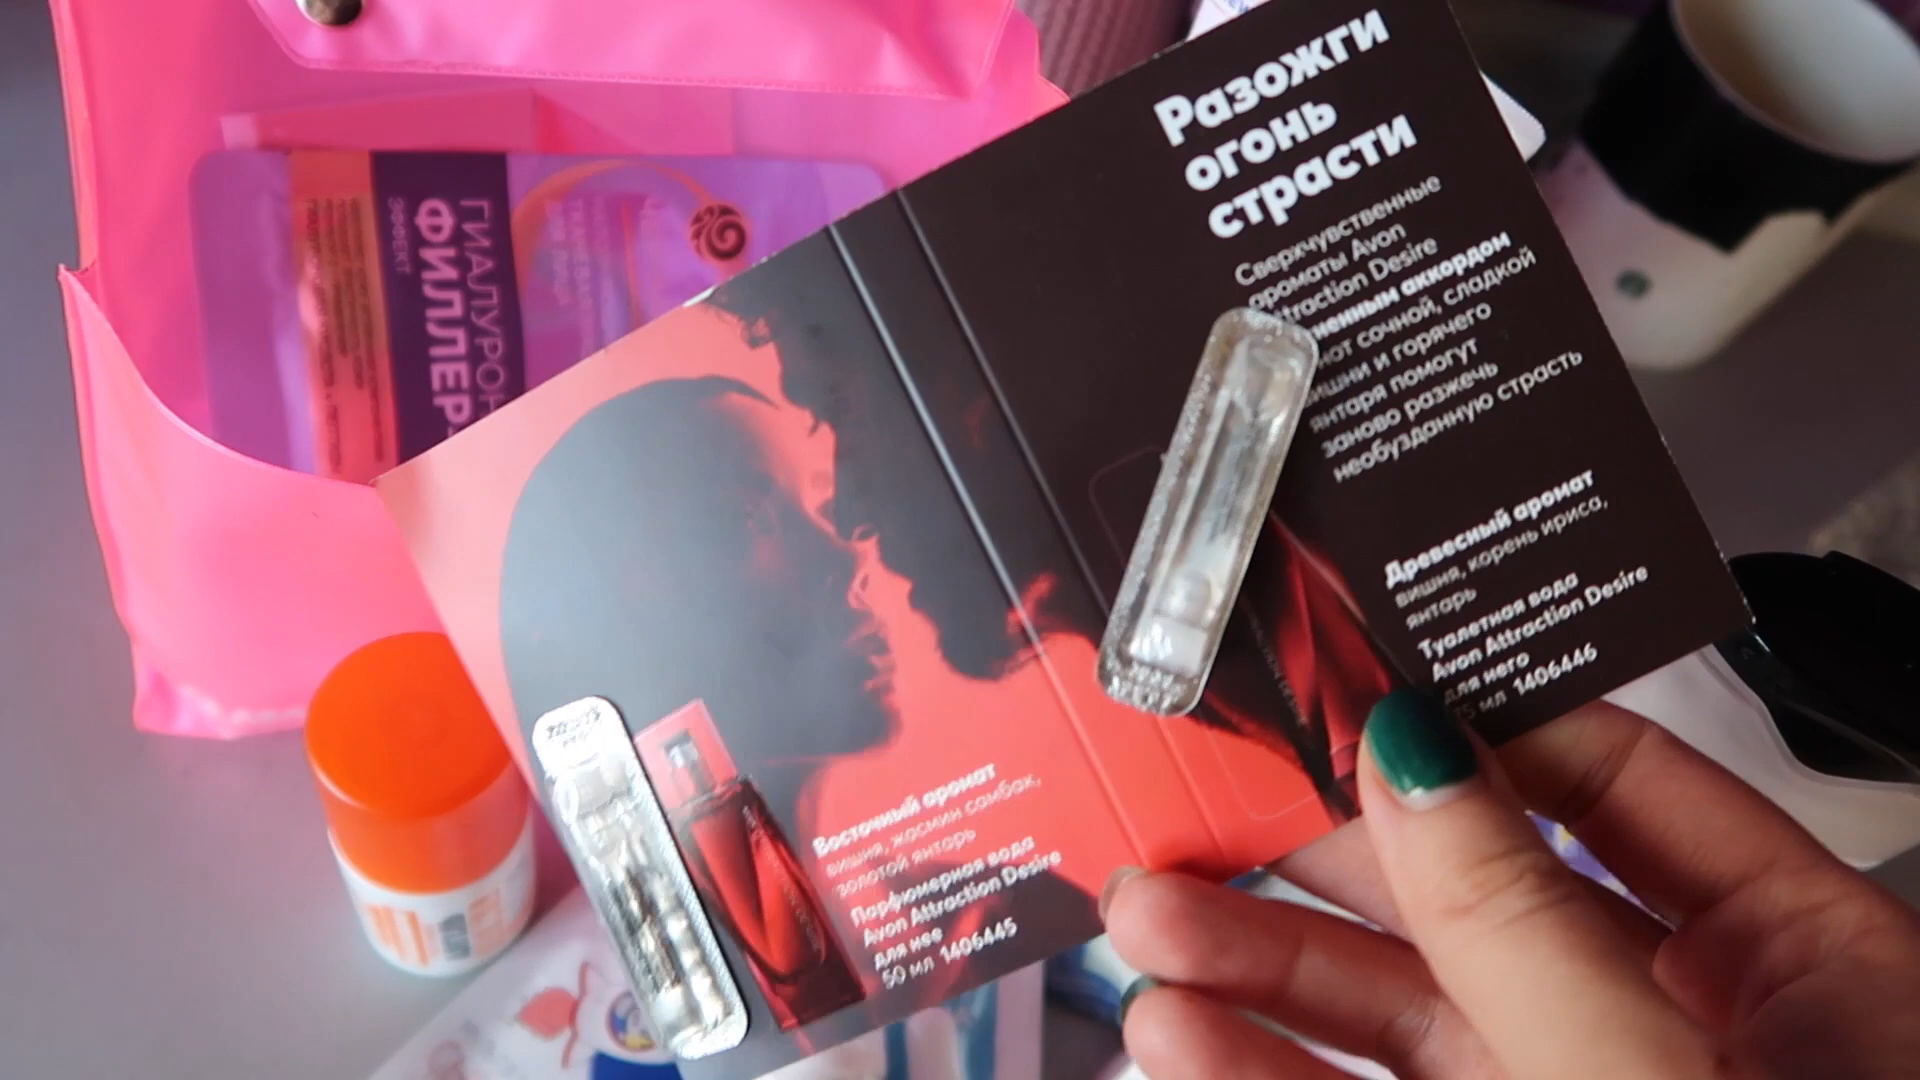 Разожги
огонь
страсти
Сверхчувственные
ароматы Avon
Attraction Desire
аккордом
нот сочной, сладкой
вишни и горячего
янтаря помогут
заново разжечь
необузданную страсть
Древесный аромат
вишня, корень ириса,
янтарь
Туалетная вода
Avon Attraction Desire
для него
75 мл 1406446
Восточный аромат
вишня, жасмин самбак,
золотой янтарь
Парфюмерная вода
Avon Attraction Desire
для нее
50 мл 1406445
ГИАЛУРОН
ФИЛЛЕР
ЭФФЕКТ